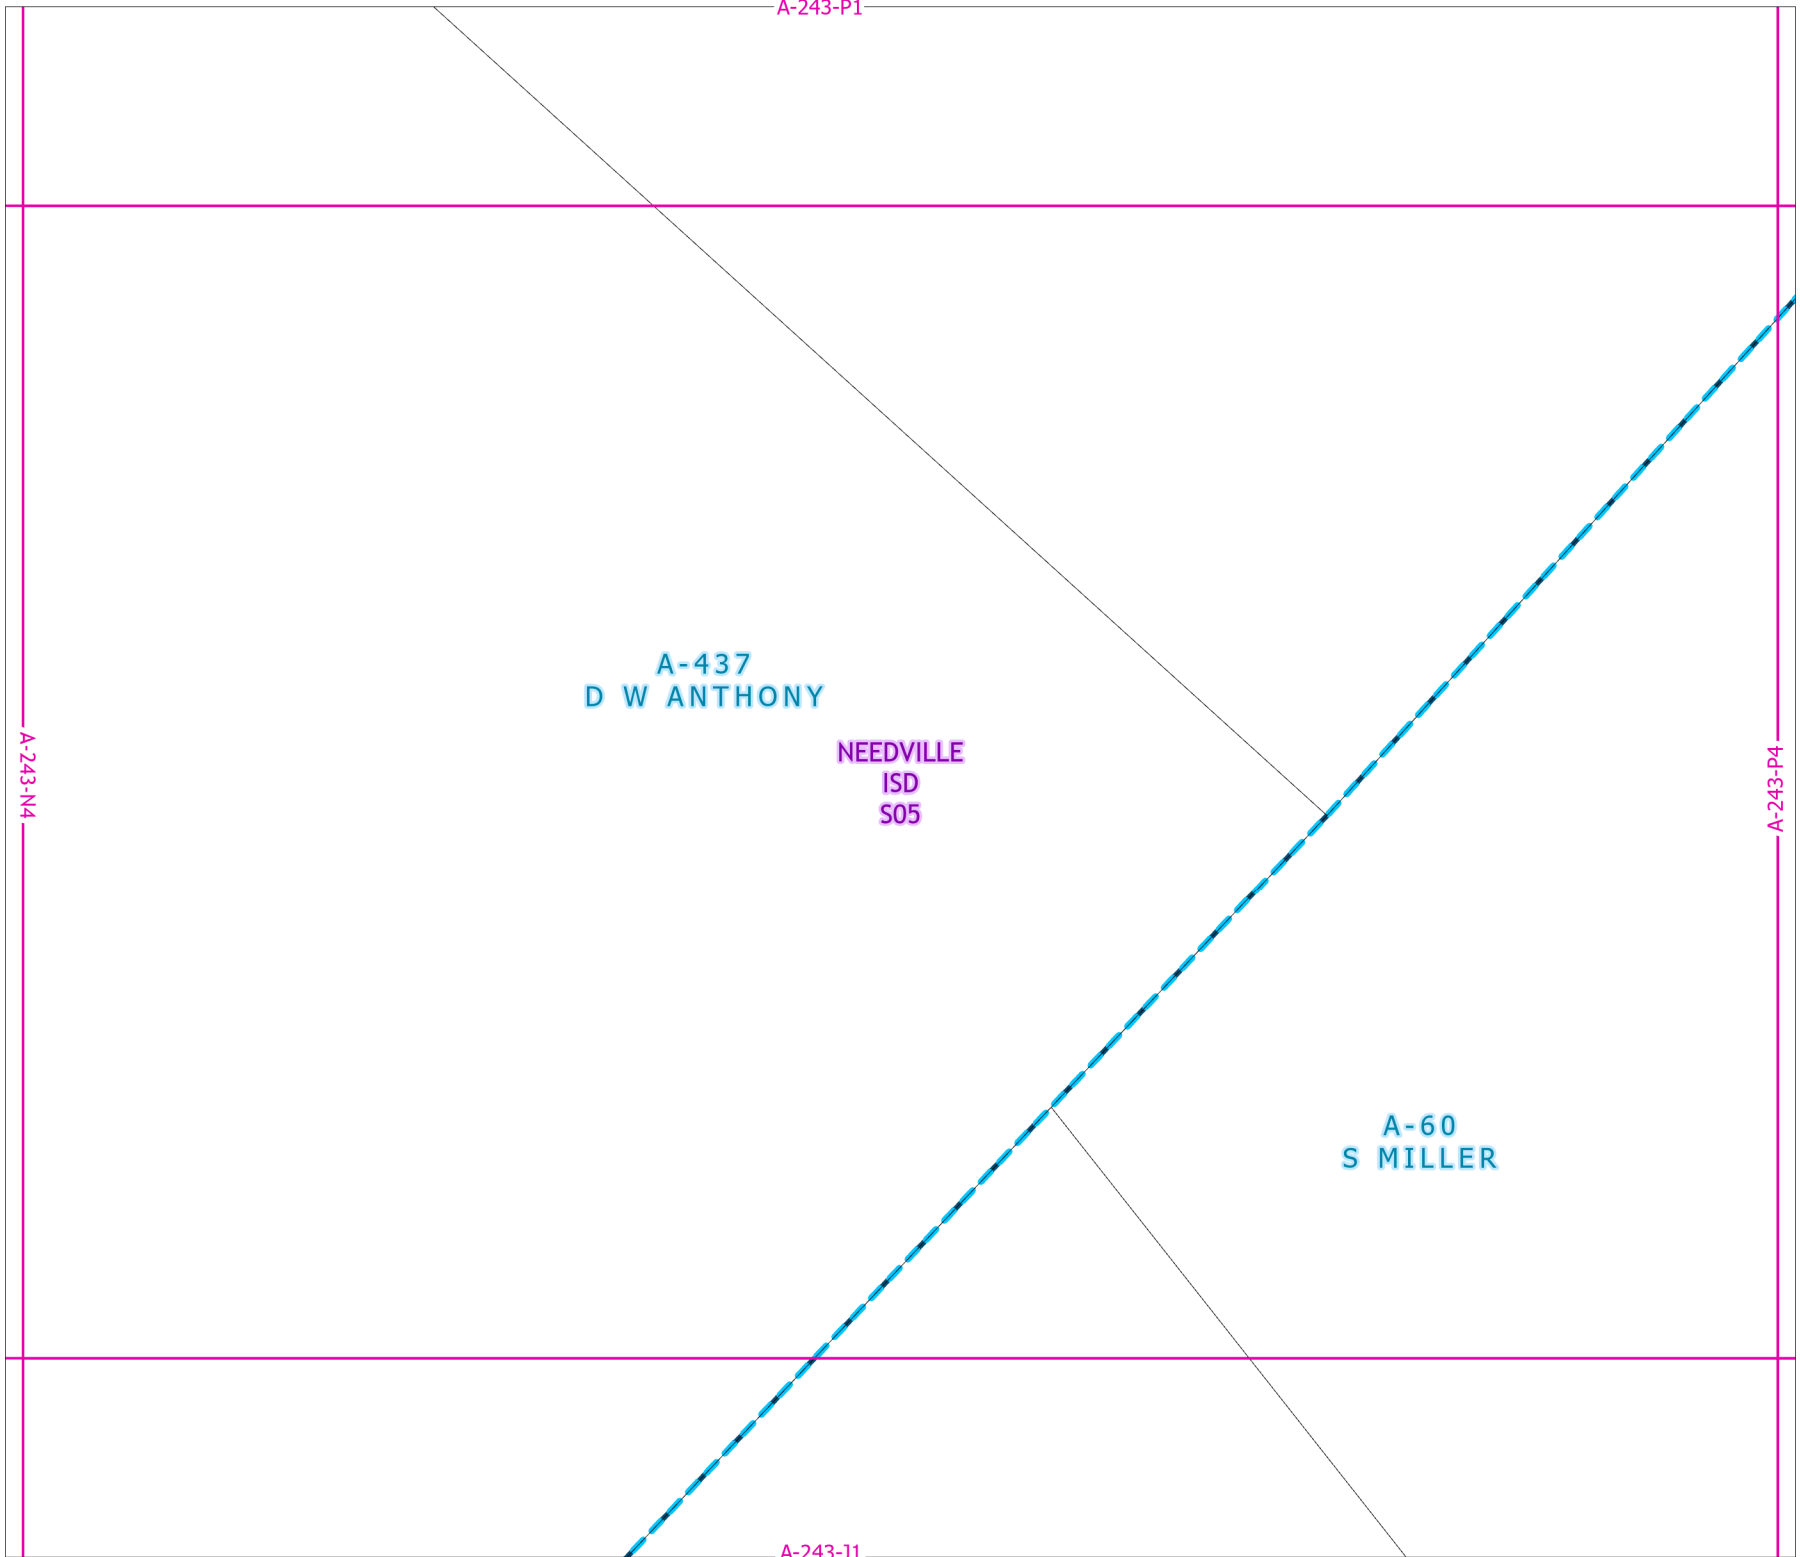 A-243-P1
A-437
D W ANTHONY
NEEDVILLE
ISD
S05
A-243-N4
A-243-P4
A-60
S MILLER
A-243-J1